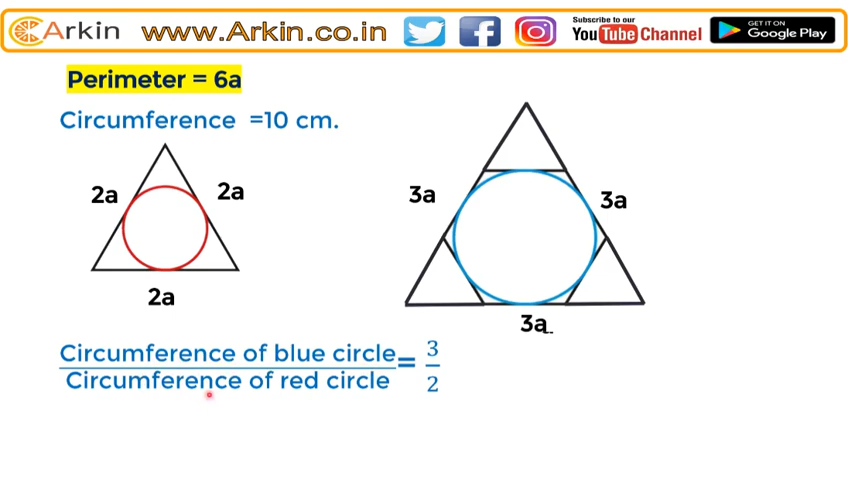 Arkin www.Arkin.co.in Subscribe to our YouTube Channel GET IT ON Google Play
Perimeter = 6a
Circumference =10 cm.
2a 2a
2a
3a 3a
3a
Circumference of blue circle = 3
Circumference of red circle 2